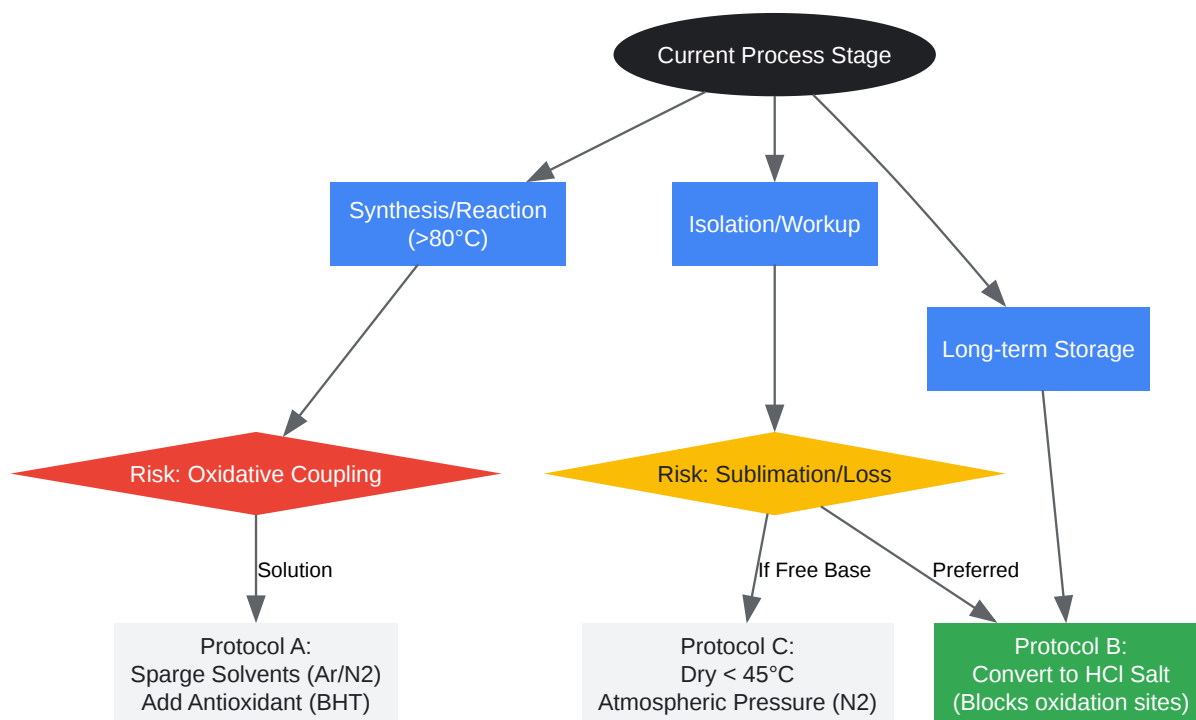 Current Process Stage
Synthesis/Reaction
(>80°C)
Isolation/Workup
Long-term Storage
Risk: Oxidative Coupling
Risk: Sublimation/Loss
Solution
If Free Base
Preferred
Protocol A:
Sparge Solvents (Ar/N2)
Add Antioxidant (BHT)
Protocol C:
Dry < 45°C
Atmospheric Pressure (N2)
Protocol B:
Convert to HCl Salt
(Blocks oxidation sites)